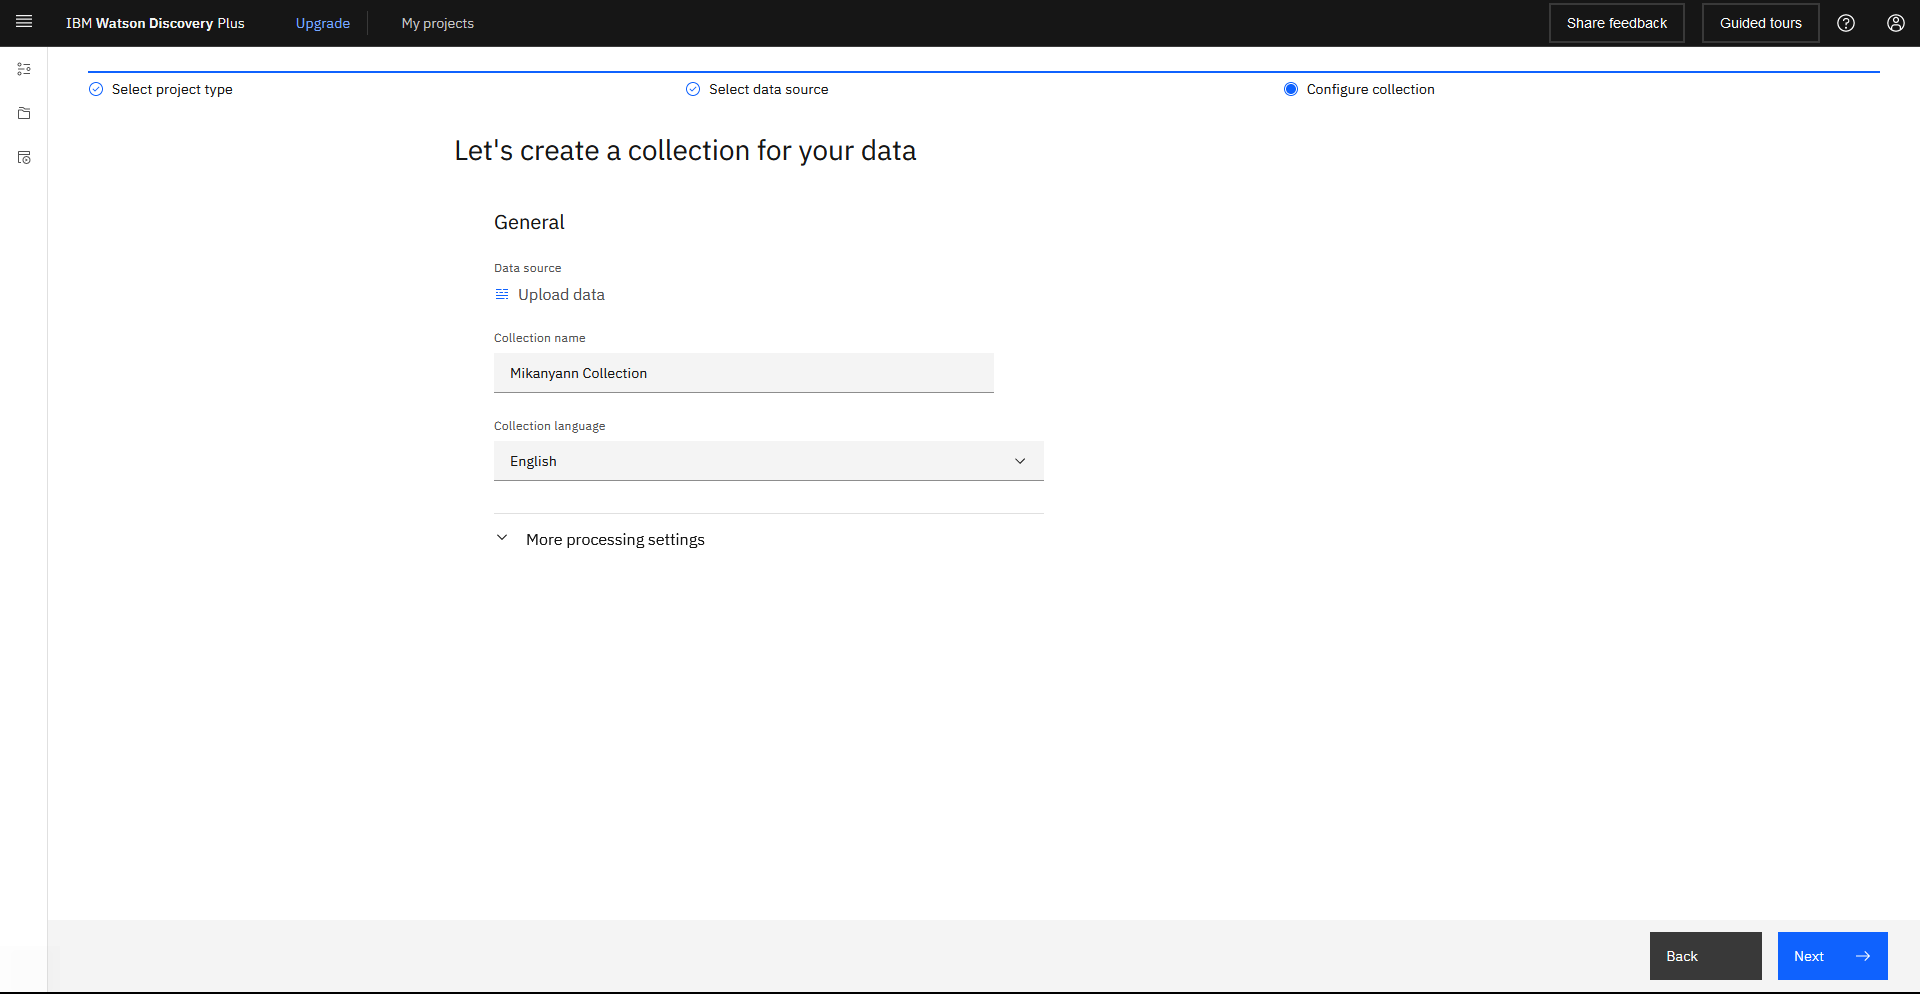 IBM Watson Discovery Plus Upgrade My projects Share feedback Guided tours
Select project type Select data source Configure collection
Let's create a collection for your data
General
Data source
Upload data
Collection name
Mikanyann Collection
Collection language
English
More processing settings
Back Next